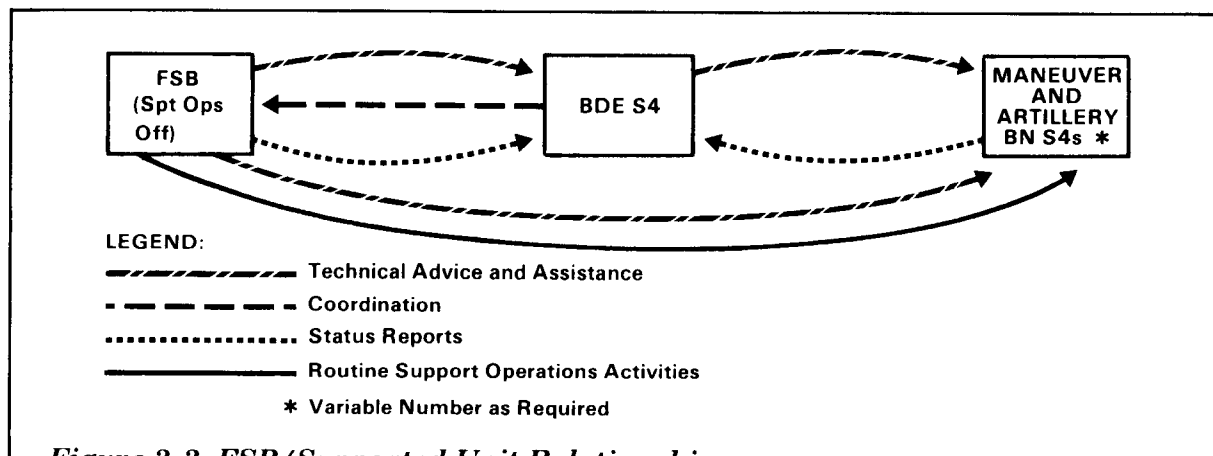 FSB
(Spt Ops
Off)
BDE S4
MANEUVER
AND
ARTILLERY
BN S4s *
LEGEND:
Technical Advice and Assistance
Coordination
Status Reports
Routine Support Operations Activities
* Variable Number as Required